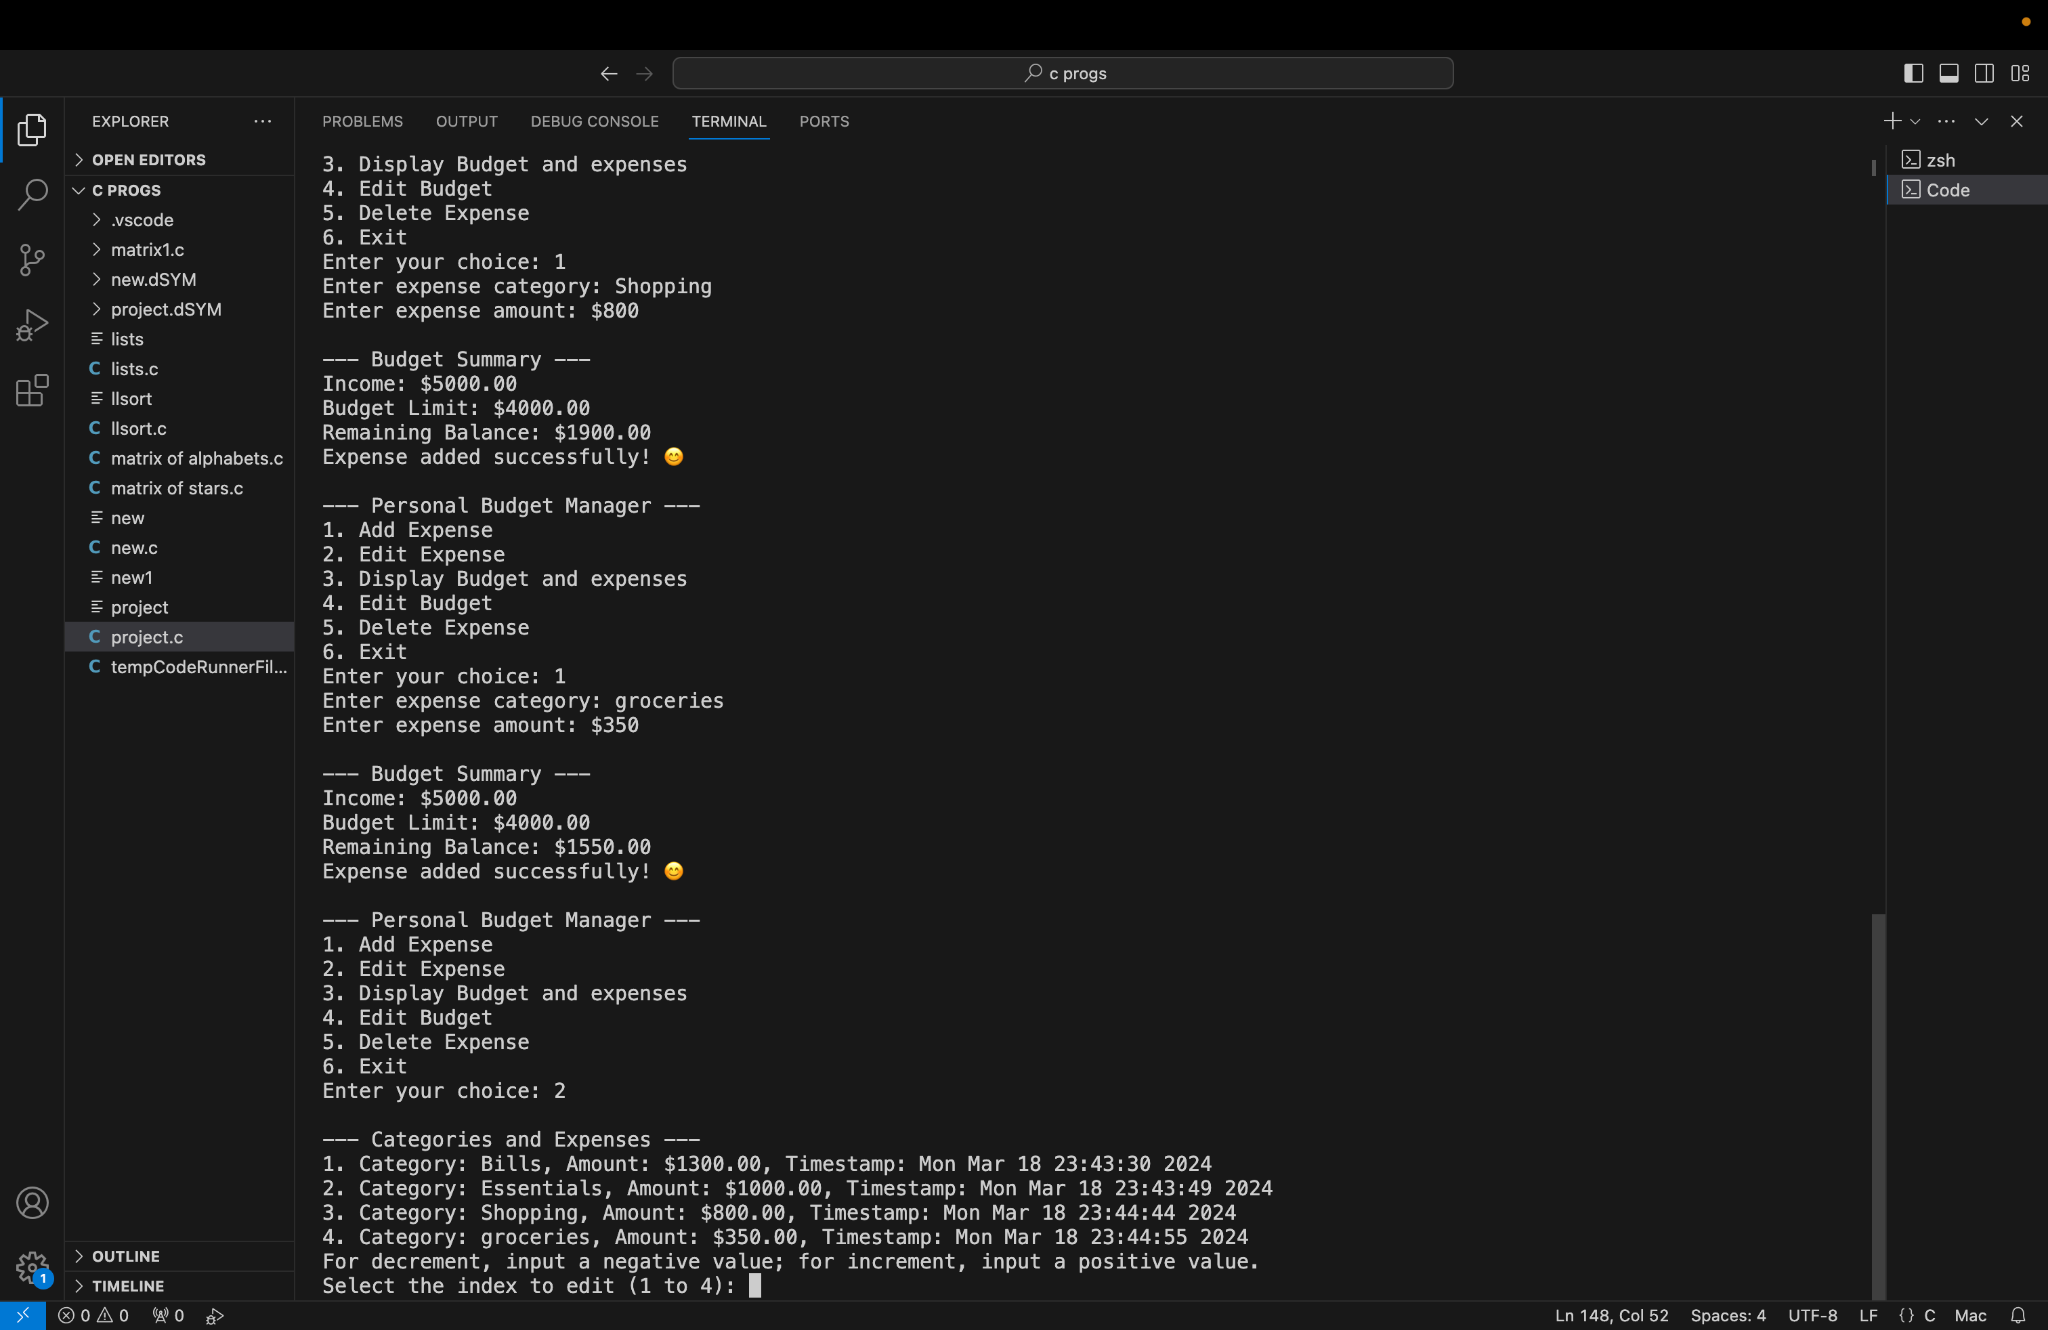 c progs
EXPLORER
OPEN EDITORS
C PROGS
.vscode
matrix1.c
new.dSYM
project.dSYM
lists
C lists.c
llsort
C llsort.c
C matrix of alphabets.c
C matrix of stars.c
new
C new.c
new1
project
C project.c
C tempCodeRunnerFil...
OUTLINE
TIMELINE
1
PROBLEMS OUTPUT DEBUG CONSOLE TERMINAL PORTS
3. Display Budget and expenses
4. Edit Budget
5. Delete Expense
6. Exit
Enter your choice: 1
Enter expense category: Shopping
Enter expense amount: $800
--- Budget Summary ---
Income: $5000.00
Budget Limit: $4000.00
Remaining Balance: $1900.00
Expense added successfully! 😊
--- Personal Budget Manager ---
1. Add Expense
2. Edit Expense
3. Display Budget and expenses
4. Edit Budget
5. Delete Expense
6. Exit
Enter your choice: 1
Enter expense category: groceries
Enter expense amount: $350
--- Budget Summary ---
Income: $5000.00
Budget Limit: $4000.00
Remaining Balance: $1550.00
Expense added successfully! 😊
--- Personal Budget Manager ---
1. Add Expense
2. Edit Expense
3. Display Budget and expenses
4. Edit Budget
5. Delete Expense
6. Exit
Enter your choice: 2
--- Categories and Expenses ---
1. Category: Bills, Amount: $1300.00, Timestamp: Mon Mar 18 23:43:30 2024
2. Category: Essentials, Amount: $1000.00, Timestamp: Mon Mar 18 23:43:49 2024
3. Category: Shopping, Amount: $800.00, Timestamp: Mon Mar 18 23:44:44 2024
4. Category: groceries, Amount: $350.00, Timestamp: Mon Mar 18 23:44:55 2024
For decrement, input a negative value; for increment, input a positive value.
Select the index to edit (1 to 4):
zsh
Code
0 0 0
Ln 148, Col 52 Spaces: 4 UTF-8 LF {} C Mac